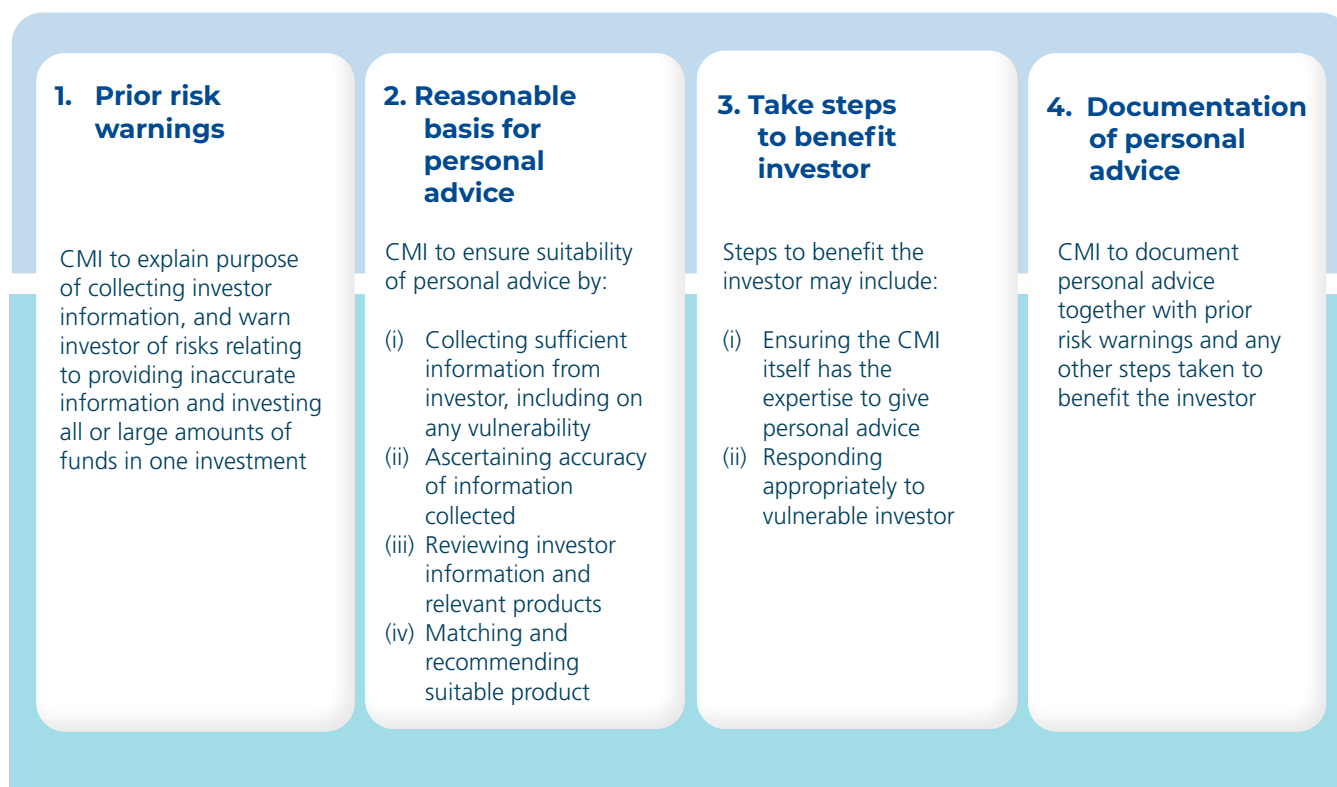 1. Prior risk
warnings
CMI to explain purpose
of collecting investor
information, and warn
investor of risks relating
to providing inaccurate
information and investing
all or large amounts of
funds in one investment
2. Reasonable
basis for
personal
advice
CMI to ensure suitability
of personal advice by:
(i) Collecting sufficient
information from
investor, including on
any vulnerability
(ii) Ascertaining accuracy
of information
collected
(iii) Reviewing investor
information and
relevant products
(iv) Matching and
recommending
suitable product
3. Take steps
to benefit
investor
Steps to benefit the
investor may include:
(i) Ensuring the CMI
itself has the
expertise to give
personal advice
(ii) Responding
appropriately to
vulnerable investor
4. Documentation
of personal
advice
CMI to document
personal advice
together with prior
risk warnings and any
other steps taken to
benefit the investor